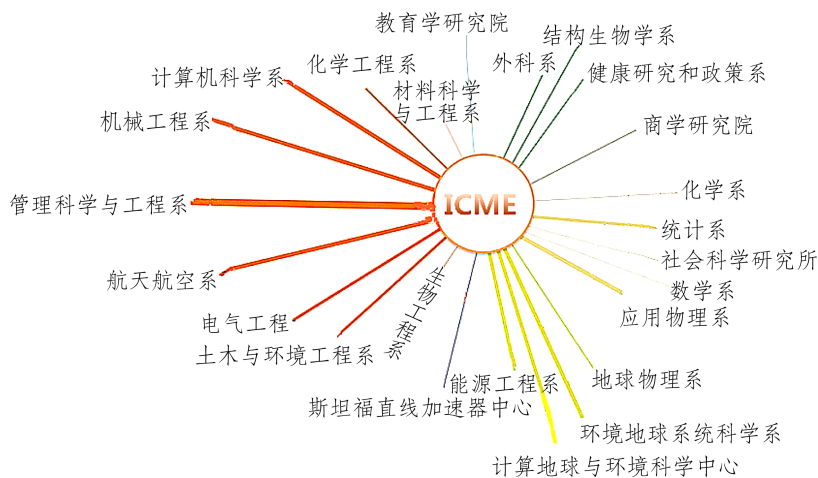 教育学研究院
结构生物学系
化学工程系
外科系
计算机科学系
健康研究和政策系
材料科学
与工程系
机械工程系
商学研究院
化学系
管理科学与工程系
ICME
统计系
社会科学研究所
航天航空系
生物工程系
数学系
电气工程
应用物理系
土木与环境工程系
能源工程系
地球物理系
斯坦福直线加速器中心
环境地球系统科学系
计算地球与环境科学中心